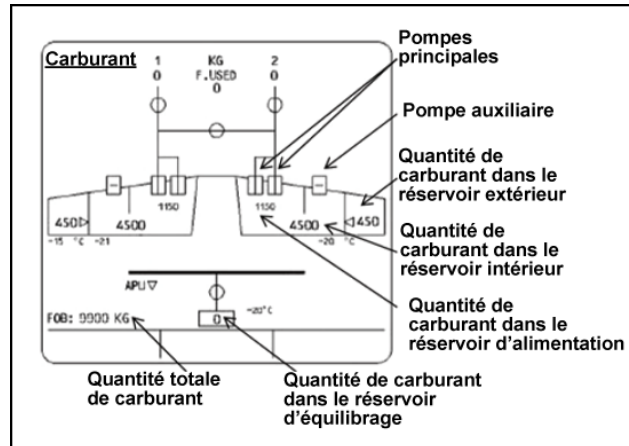 Carburant
1 KG 2
0 F.USED 0
0
Pompes
principales
Pompe auxiliaire
Quantité de
carburant dans le
réservoir extérieur
1150 1150
450 4500 4500 450
-15 °C -21 -20 °C
Quantité de
carburant dans le
réservoir intérieur
APU
-20°C
FOB: 9900 KG 0
Quantité de
carburant dans le
réservoir d'alimentation
Quantité totale
de carburant
Quantité de carburant
dans le réservoir
d'équilibrage